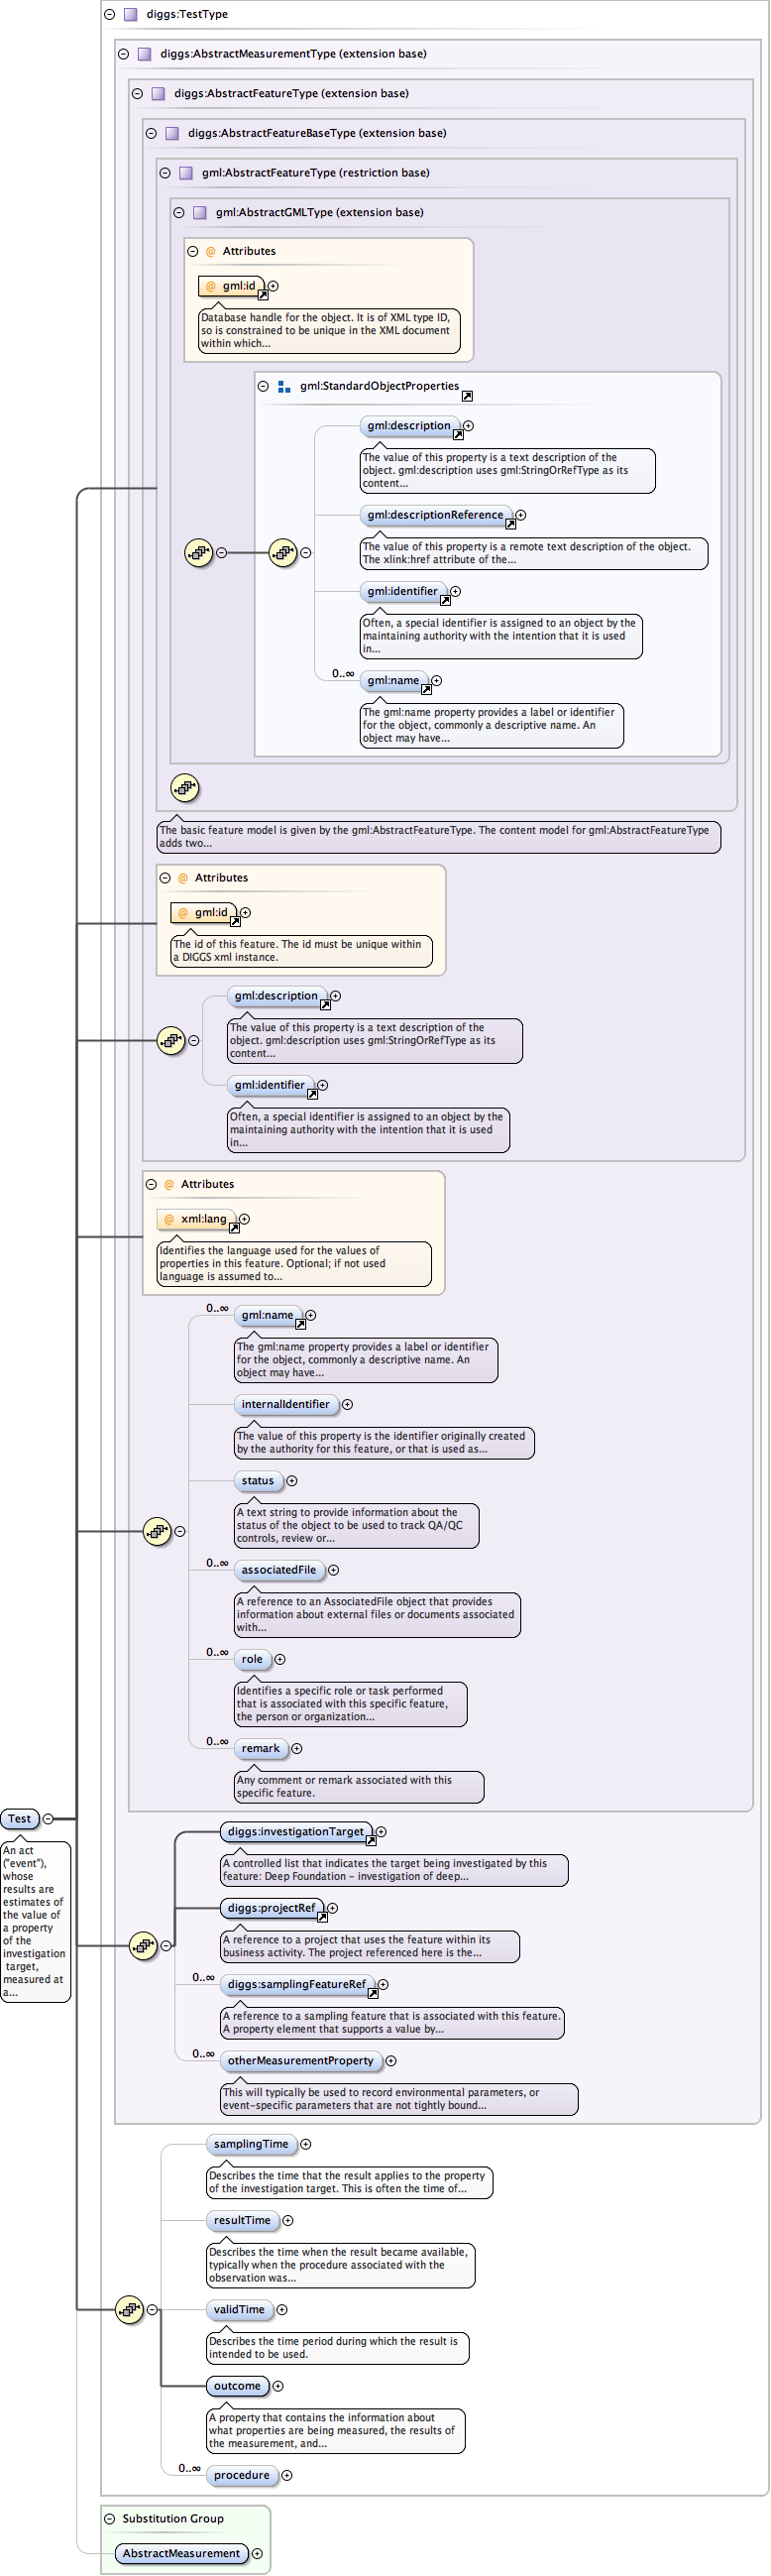 diggs:TestType
diggs:AbstractMeasurementType (extension base)
diggs:AbstractFeatureType (extension base)
diggs:AbstractFeatureBaseType (extension base)
gml:AbstractFeatureType (restriction base)
gml:AbstractGMLType (extension base)
@ Attributes
@ gml:id
Database handle for the object. It is of XML type ID,
so is constrained to be unique in the XML document
within which...
gml:StandardObjectProperties
gml:description
The value of this property is a text description of the
object. gml:description uses gml:StringOrRefType as its
content...
gml:descriptionReference
The value of this property is a remote text description of the object.
The xlink:href attribute of the...
gml:identifier
Often, a special identifier is assigned to an object by the
maintaining authority with the intention that it is used
in...
0..∞
gml:name
The gml:name property provides a label or identifier
for the object, commonly a descriptive name. An
object may have...
The basic feature model is given by the gml:AbstractFeatureType. The content model for gml:AbstractFeatureType
adds two...
@ Attributes
@ gml:id
The id of this feature. The id must be unique within
a DIGGS xml instance.
gml:description
The value of this property is a text description of the
object. gml:description uses gml:StringOrRefType as its
content...
gml:identifier
Often, a special identifier is assigned to an object by the
maintaining authority with the intention that it is used
in...
@ Attributes
@ xml:lang
Identifies the language used for the values of
properties in this feature. Optional; if not used
language is assumed to...
0..∞
gml:name
The gml:name property provides a label or identifier
for the object, commonly a descriptive name. An
object may have...
internalIdentifier
The value of this property is the identifier originally created
by the authority for this feature, or that is used as...
status
A text string to provide information about the
status of the object to be used to track QA/QC
controls, review or...
0..∞
associatedFile
A reference to an AssociatedFile object that provides
information about external files or documents associated
with...
0..∞
role
Identifies a specific role or task performed
that is associated with this specific feature,
the person or organization...
0..∞
remark
Any comment or remark associated with this
specific feature.
Test
An act
("event"),
whose
results are
estimates of
the value of
a property
of the
investigation
target,
measured at
a...
diggs:investigationTarget
A controlled list that indicates the target being investigated by this
feature: Deep Foundation - investigation of deep...
diggs:projectRef
A reference to a project that uses the feature within its
business activity. The project referenced here is the...
0..∞
diggs:samplingFeatureRef
A reference to a sampling feature that is associated with this feature.
A property element that supports a value by...
0..∞
otherMeasurementProperty
This will typically be used to record environmental parameters, or
event-specific parameters that are not tightly bound...
samplingTime
Describes the time that the result applies to the property
of the investigation target. This is often the time of...
resultTime
Describes the time when the result became available,
typically when the procedure associated with the
observation was...
validTime
Describes the time period during which the result is
intended to be used.
outcome
A property that contains the information about
what properties are being measured, the results of
the measurement, and...
0..∞
procedure
Substitution Group
AbstractMeasurement